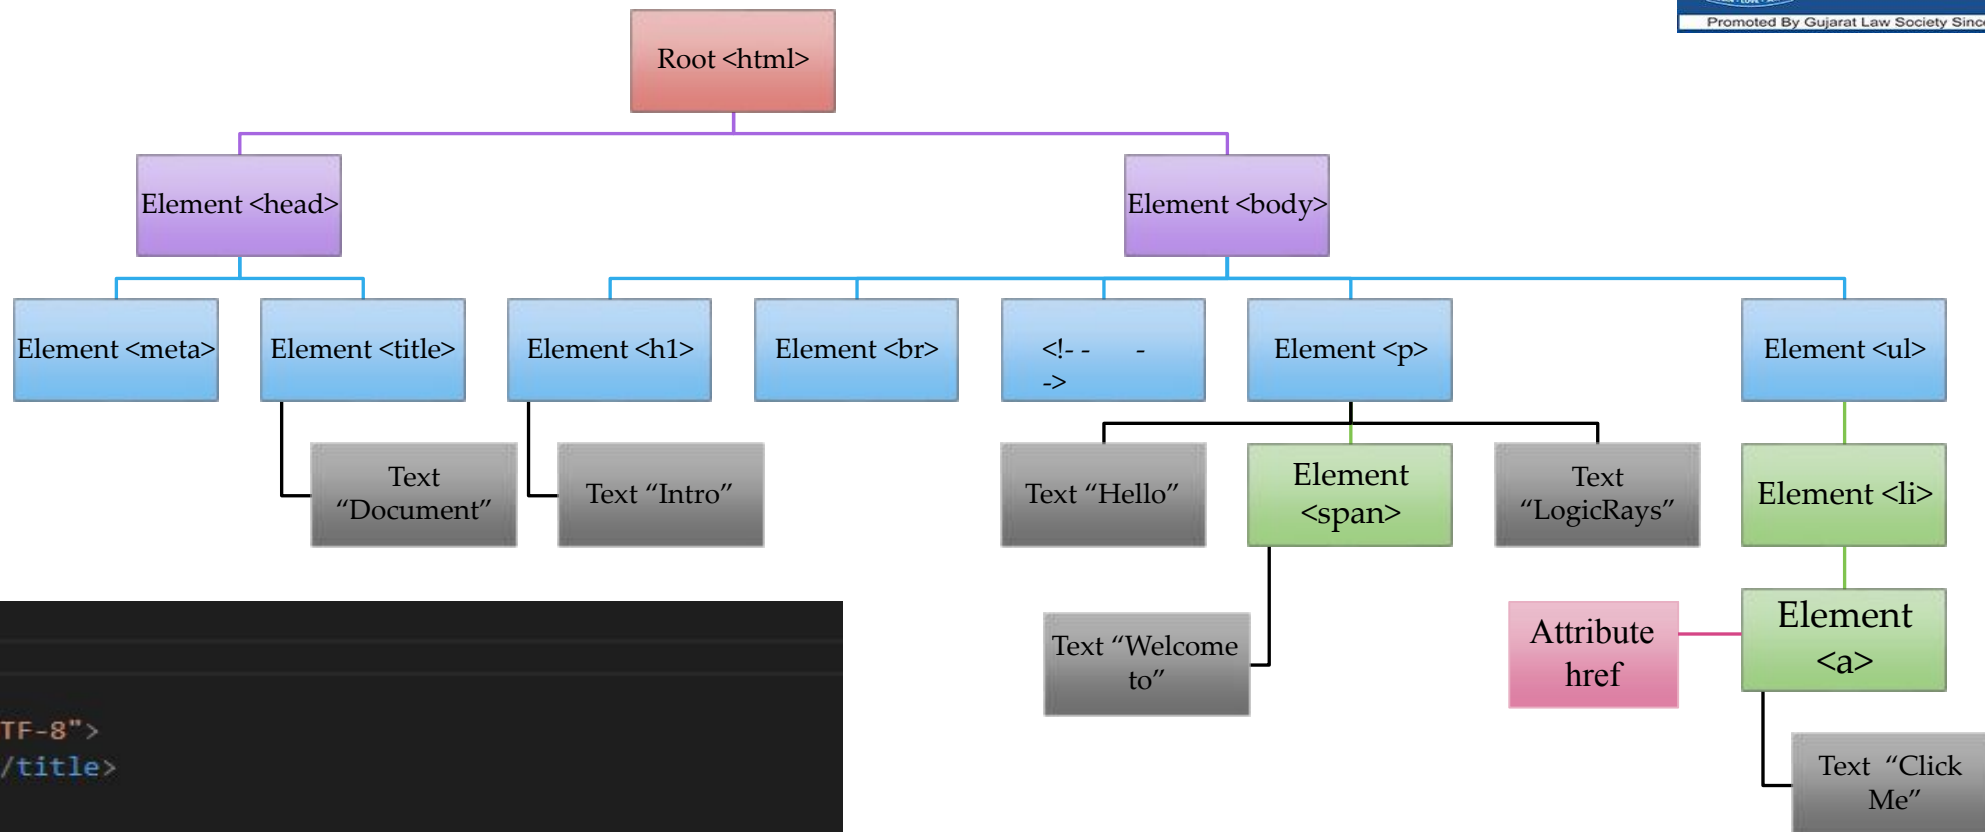 Promoted By Gujarat Law Society Since
Root <html>
Element <head>
Element <body>
Element <meta>
Element <title>
Element <h1>
Element <br>
<!- -     -
->
Element <p>
Element <ul>
Text
“Document”
Text “Intro”
Text “Hello”
Element
<span>
Text
“LogicRays”
Element <li>
Text “Welcome
to”
Attribute
href
Element
<a>
Text “Click
Me”
TF-8">
/title>